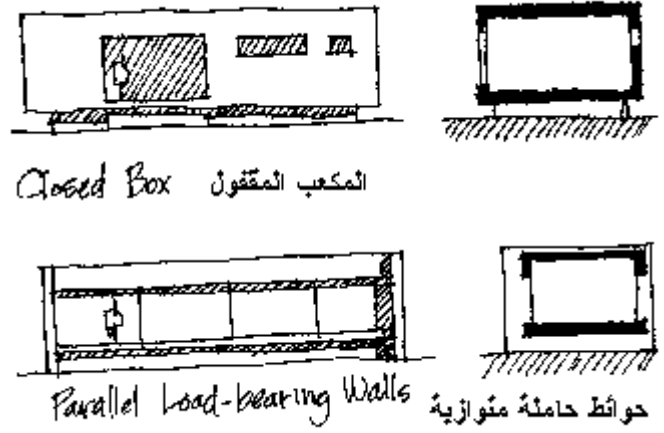 Closed Box المكعب المقفول
Parallel Load-bearing Walls حوائط حاملة متوازية